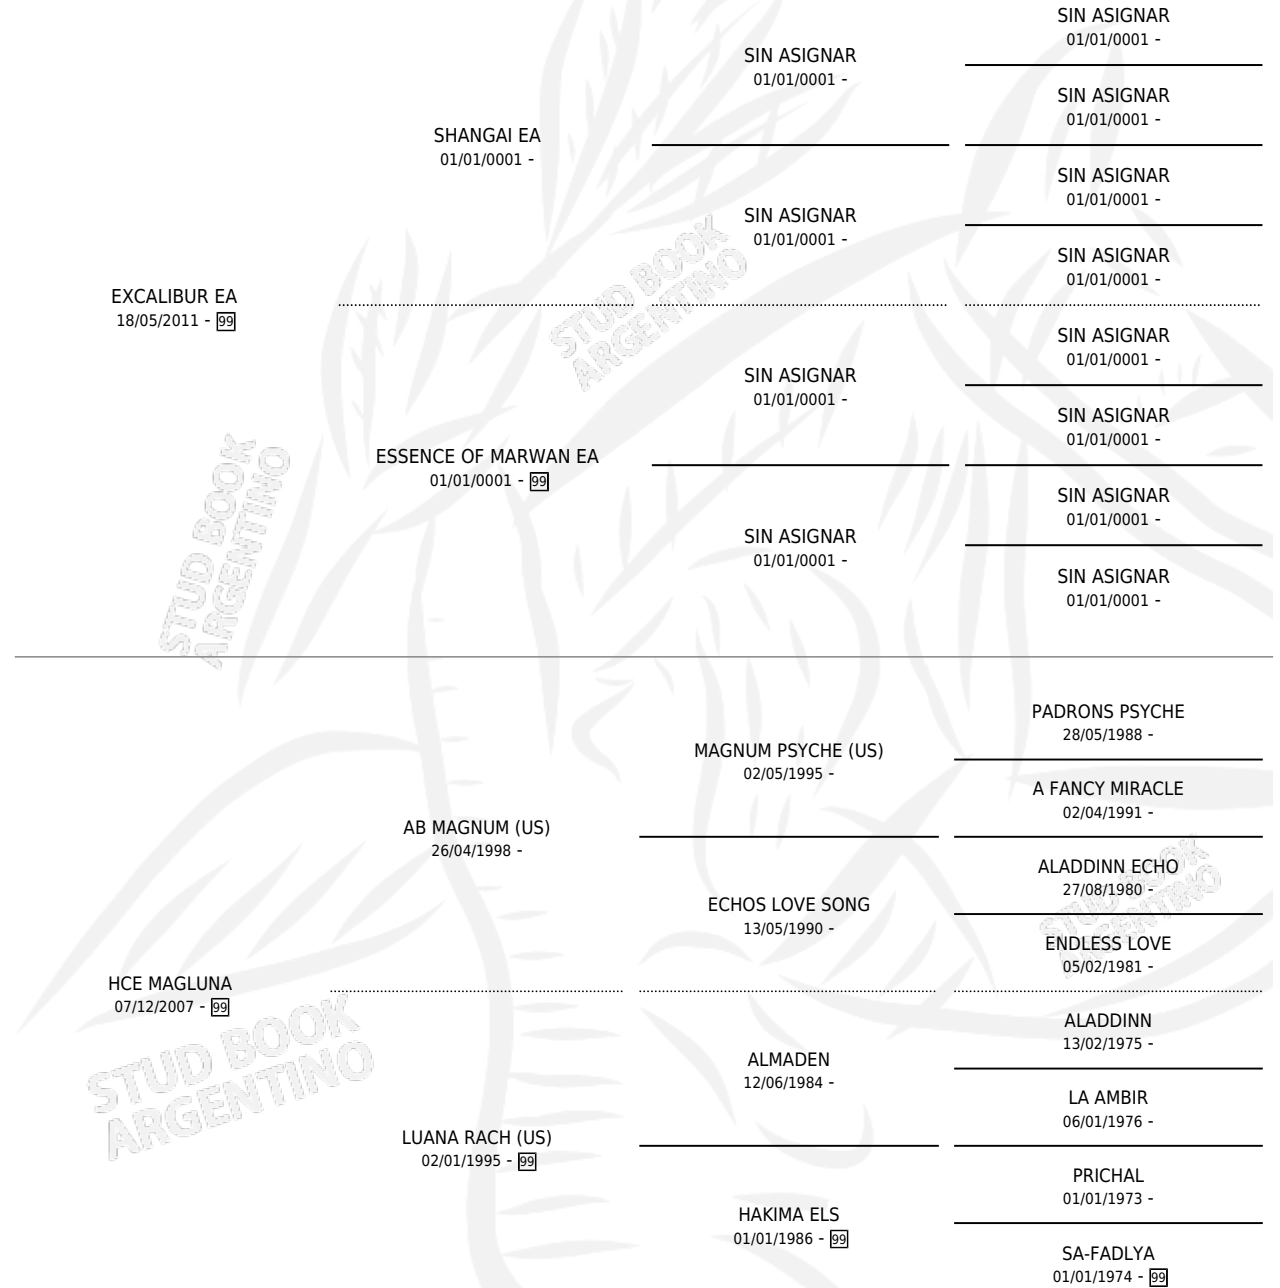 SIN ASIGNAR
01/01/0001 -
SIN ASIGNAR
01/01/0001 -
SIN ASIGNAR
01/01/0001 -
SHANGAI EA
01/01/0001 -
SIN ASIGNAR
01/01/0001 -
SIN ASIGNAR
01/01/0001 -
SIN ASIGNAR
01/01/0001 -
STUD BOOK
ARGENTINO
EXCALIBUR EA
18/05/2011 - 99
SIN ASIGNAR
01/01/0001 -
SIN ASIGNAR
01/01/0001 -
SIN ASIGNAR
01/01/0001 -
ESSENCE OF MARWAN EA
01/01/0001 - 99
SIN ASIGNAR
01/01/0001 -
SIN ASIGNAR
01/01/0001 -
SIN ASIGNAR
01/01/0001 -
STUD BOOK
ARGENTINO
PADRONS PSYCHE
28/05/1988 -
MAGNUM PSYCHE (US)
02/05/1995 -
A FANCY MIRACLE
02/04/1991 -
AB MAGNUM (US)
26/04/1998 -
ALADDINN ECHO
27/08/1980 -
ECHOS LOVE SONG
13/05/1990 -
STUD BOOK
ARGENTINO
ENDLESS LOVE
05/02/1981 -
HCE MAGLUNA
07/12/2007 - 99
ALADDINN
13/02/1975 -
ALMADEN
12/06/1984 -
STUD BOOK
ARGENTINO
LA AMBIR
06/01/1976 -
LUANA RACH (US)
02/01/1995 - 99
PRICHAL
01/01/1973 -
HAKIMA ELS
01/01/1986 - 99
SA-FADLYA
01/01/1974 - 99